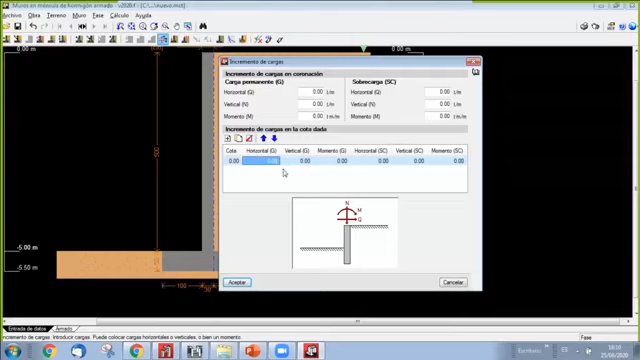 Muros en ménsula de hormigón armado - v2020.f - [C:\...\nuevo.mct]
Archivo Obra Terreno Muro Fase Cálculo Ayuda
0.00 m
0.00 m
Incremento de cargas
Incremento de cargas en coronación
Carga permanente (G)
Sobrecarga (SC)
Horizontal (G) 0.00 t/m
Horizontal (G) 0.00 t/m
Vertical (N) 0.00 t/m
Vertical (N) 0.00 t/m
Momento (M) 0.00 t·m/m
Momento (M) 0.00 t·m/m
Incremento de cargas en la cota dada
Cota Horizontal (G) Vertical (G) Momento (G) Horizontal (SC) Vertical (SC) Momento (SC)
0.00 0.00 0.00 0.00 0.00 0.00 0.00
500
N
M
Q
-5.00 m
-5.50 m
100
50
Aceptar
Cancelar
Entrada de datos Armado
Incremento de cargas. Introducir cargas. Puede colocar cargas horizontales o verticales, o bien un momento.
Fase
Escritorio
ES
18:10
25/06/2020